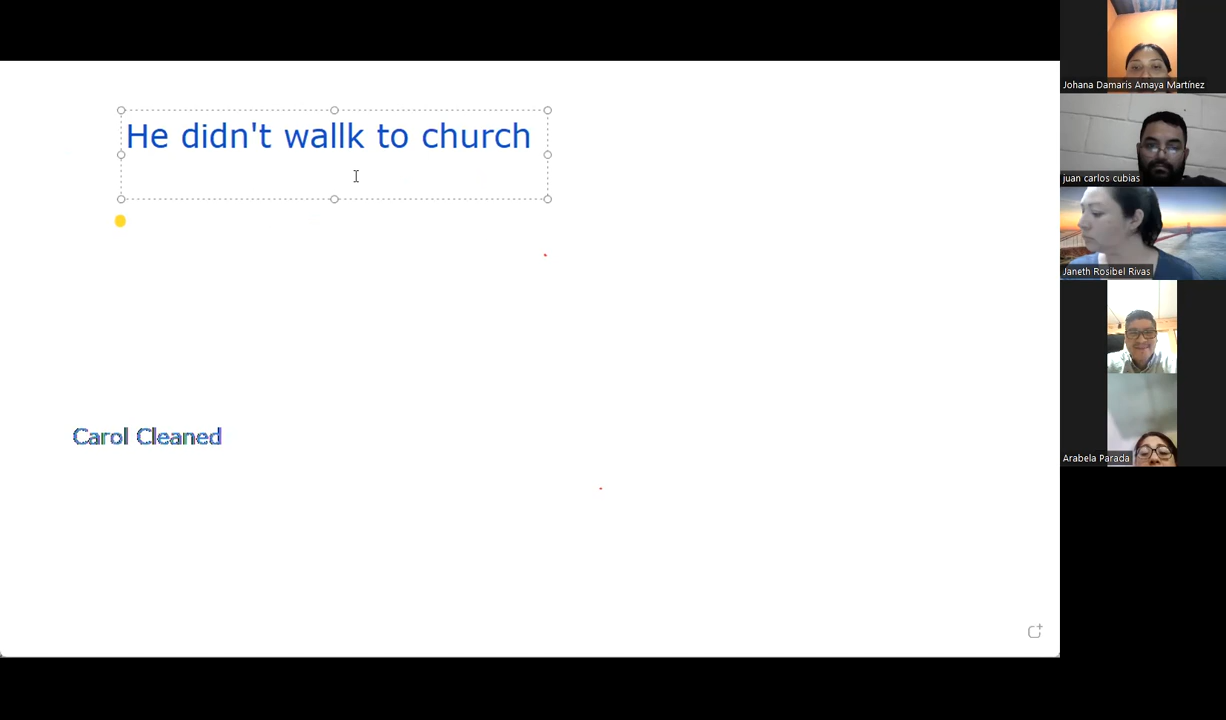 He didn't wallk to church
Carol Cleaned
Johana Damaris Amaya Martínez
juan carlos cubias
Janeth Rosibel Rivas
Arabela Parada